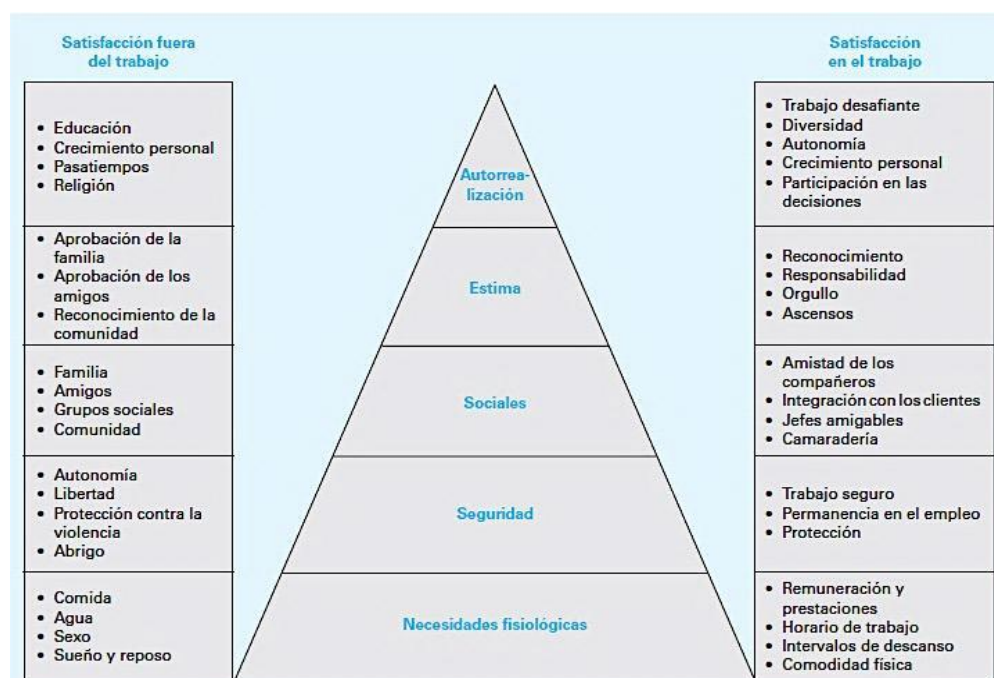 Satisfacción fuera
del trabajo
• Educación
• Crecimiento personal
• Pasatiempos
• Religión
• Aprobación de la
familia
• Aprobación de los
amigos
• Reconocimiento de la
comunidad
• Familia
• Amigos
• Grupos sociales
• Comunidad
• Autonomía
• Libertad
• Protección contra la
violencia
• Abrigo
• Comida
• Agua
• Sexo
• Sueño y reposo
Autorrea-
lización
Estima
Sociales
Seguridad
Necesidades fisiológicas
Satisfacción
en el trabajo
• Trabajo desafiante
• Diversidad
• Autonomía
• Crecimiento personal
• Participación en las
decisiones
• Reconocimiento
• Responsabilidad
• Orgullo
• Ascensos
• Amistad de los
compañeros
• Integración con los clientes
• Jefes amigables
• Camaradería
• Trabajo seguro
• Permanencia en el empleo
• Protección
• Remuneración y
prestaciones
• Horario de trabajo
• Intervalos de descanso
• Comodidad física